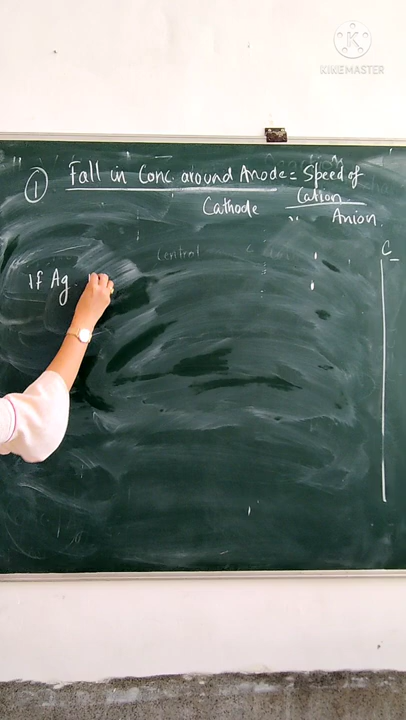 K
KINEMASTER
① Fall in Conc. around Anode = Speed of
Cation
Cathode " Anion.
Central
C
If Ag